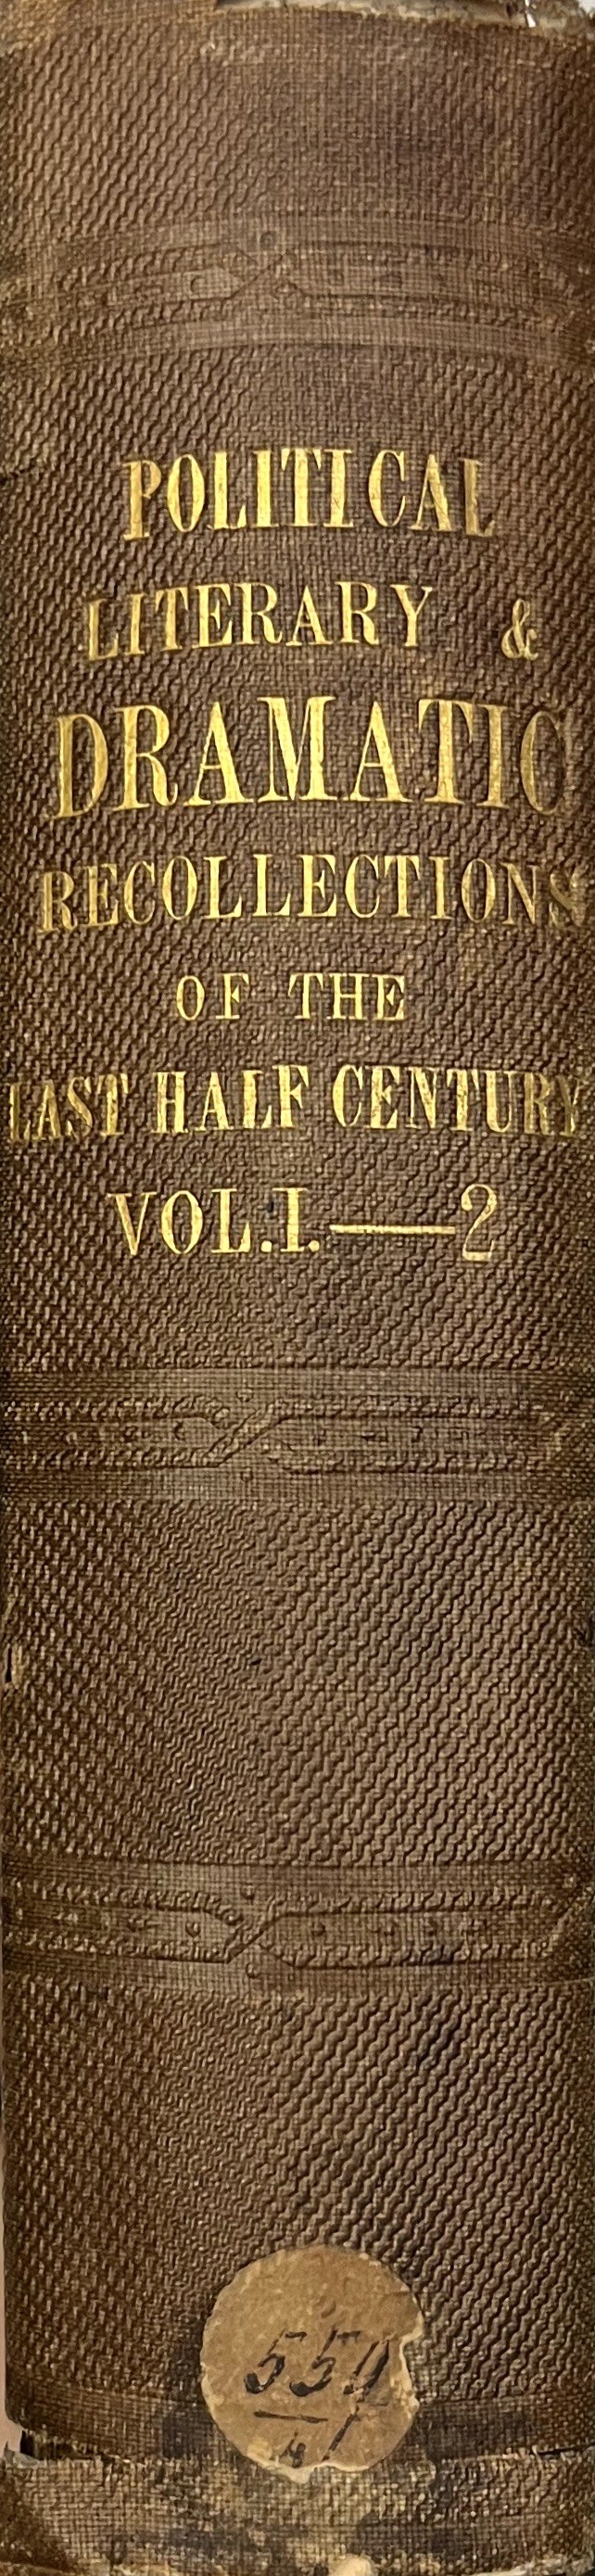 POLITICAL
LITERARY &
DRAMATIC
RECOLLECTIONS
OF THE
LAST HALF CENTURY
VOL.I.—2